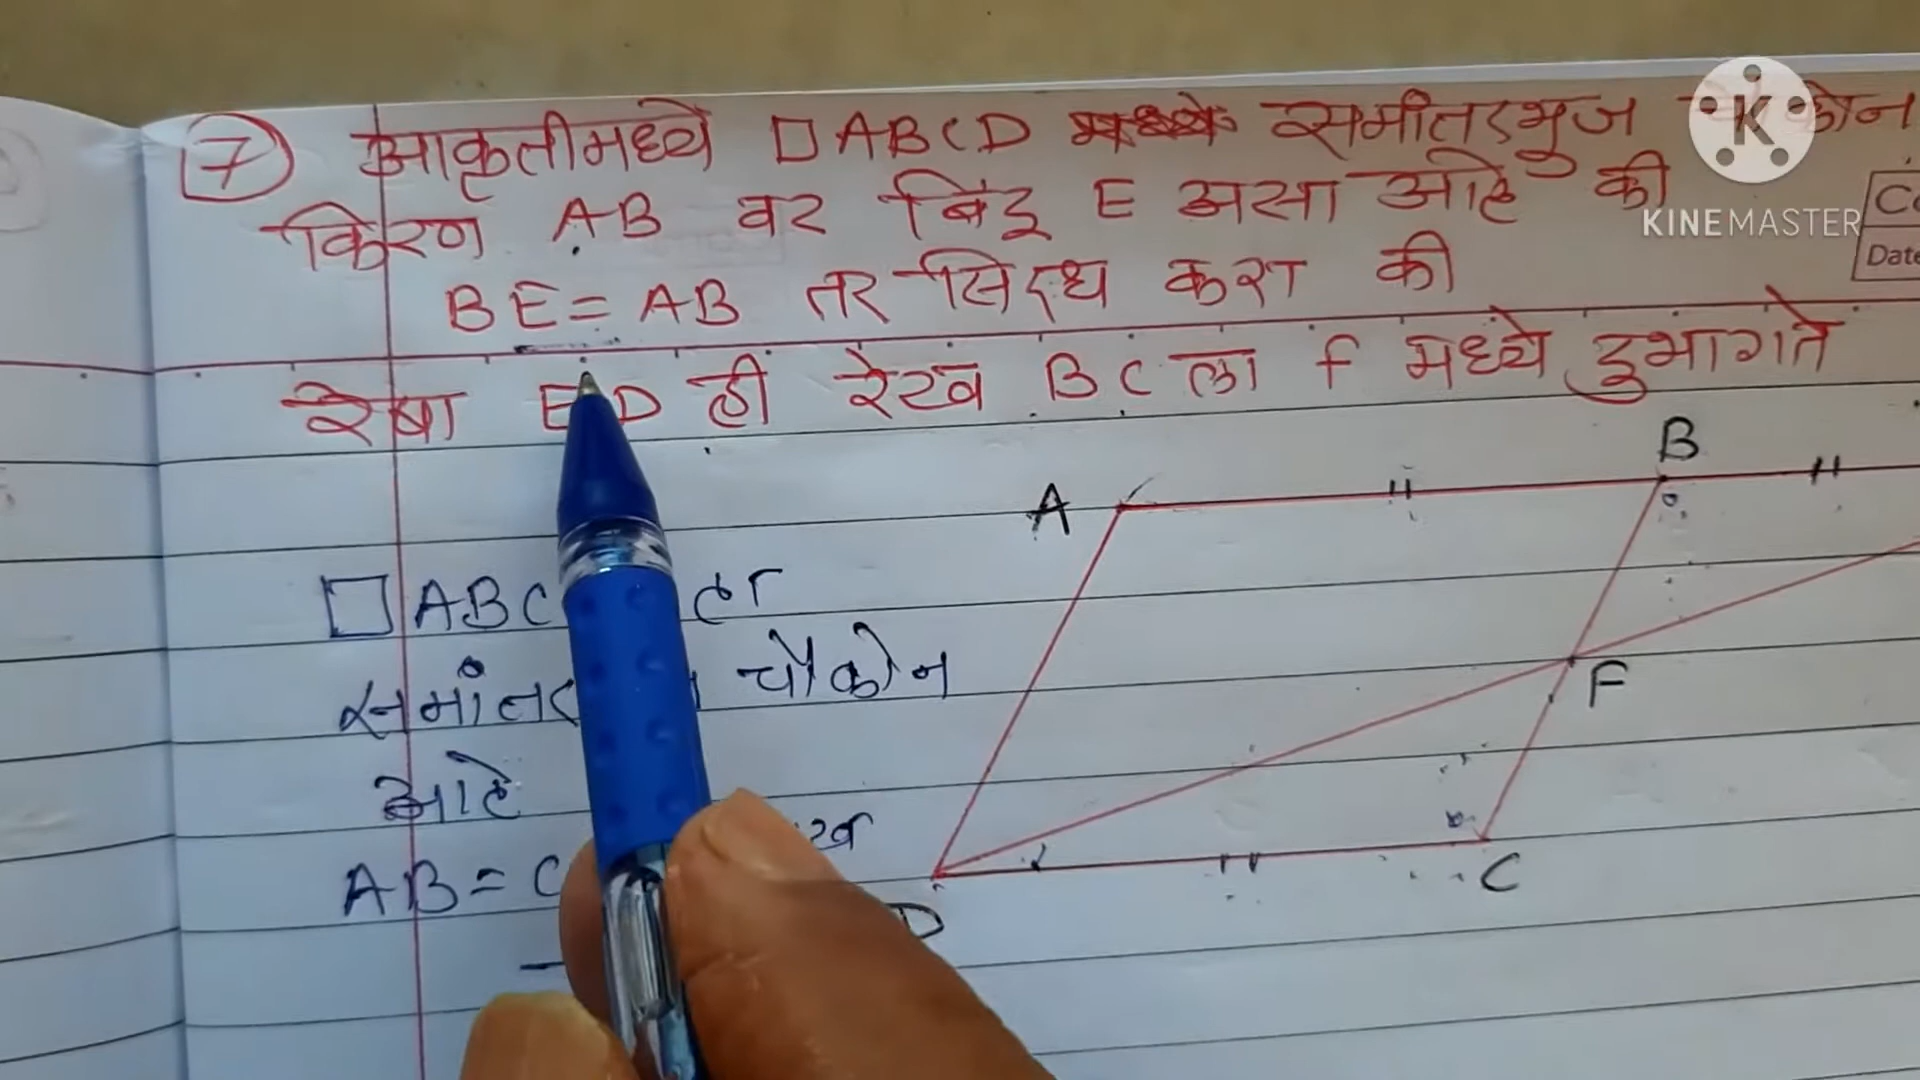 7 आकृतीमध्ये □ ABCD समांतरभुज
किरण AB वर बिंदू E असा आहे की
BE = AB तर सिध्द करा की
रेषा ED ही रेख BC ला F मध्ये दुभागते
A
B
F
C
D
□ ABC हा
चौकोन
आहे
AB = C
KINEMASTER
K
Date